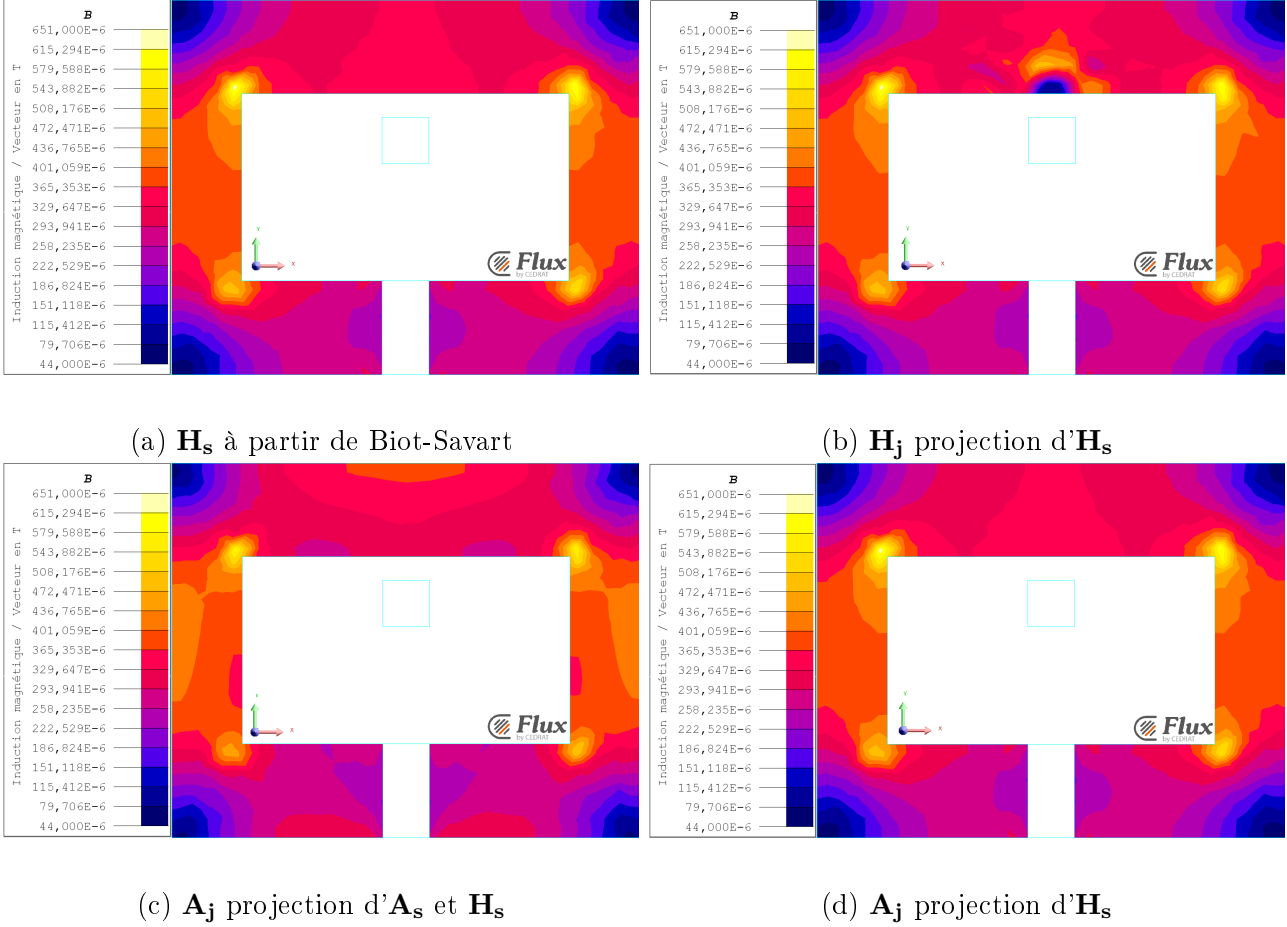 B
651,000E-6
615,294E-6
579,588E-6
543,882E-6
508,176E-6
472,471E-6
436,765E-6
401,059E-6
365,353E-6
329,647E-6
293,941E-6
258,235E-6
222,529E-6
186,824E-6
151,118E-6
115,412E-6
79,706E-6
44,000E-6
Induction magnétique / Vecteur en T
Y
X
Flux
by CEDRAT
(a) Hs à partir de Biot-Savart
B
651,000E-6
615,294E-6
579,588E-6
543,882E-6
508,176E-6
472,471E-6
436,765E-6
401,059E-6
365,353E-6
329,647E-6
293,941E-6
258,235E-6
222,529E-6
186,824E-6
151,118E-6
115,412E-6
79,706E-6
44,000E-6
Induction magnétique / Vecteur en T
Y
X
Flux
by CEDRAT
(b) Hj projection d'Hs
B
651,000E-6
615,294E-6
579,588E-6
543,882E-6
508,176E-6
472,471E-6
436,765E-6
401,059E-6
365,353E-6
329,647E-6
293,941E-6
258,235E-6
222,529E-6
186,824E-6
151,118E-6
115,412E-6
79,706E-6
44,000E-6
Induction magnétique / Vecteur en T
Y
X
Flux
by CEDRAT
(c) Aj projection d'As et Hs
B
651,000E-6
615,294E-6
579,588E-6
543,882E-6
508,176E-6
472,471E-6
436,765E-6
401,059E-6
365,353E-6
329,647E-6
293,941E-6
258,235E-6
222,529E-6
186,824E-6
151,118E-6
115,412E-6
79,706E-6
44,000E-6
Induction magnétique / Vecteur en T
Y
X
Flux
by CEDRAT
(d) Aj projection d'Hs